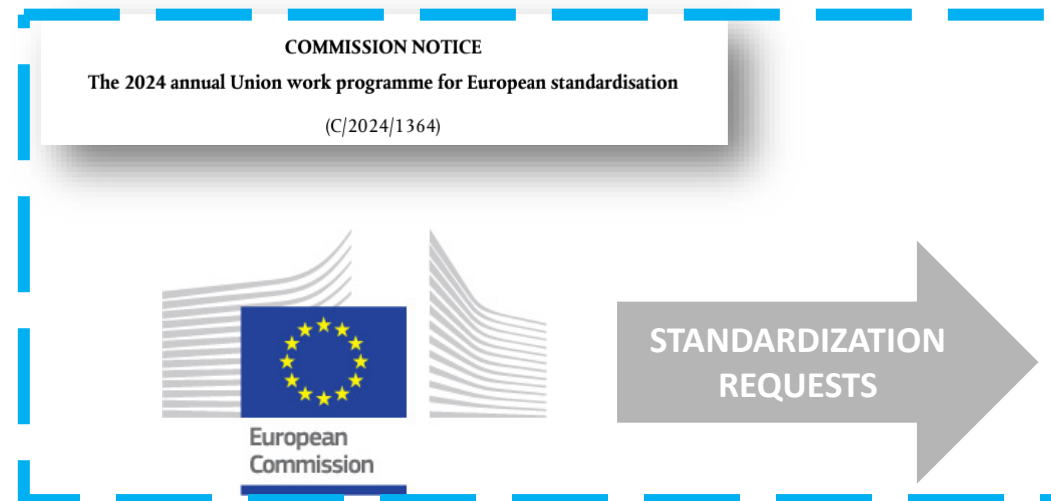 COMMISSION NOTICE
The 2024 annual Union work programme for European standardisation
(C/2024/1364)
STANDARDIZATION
REQUESTS
European
Commission